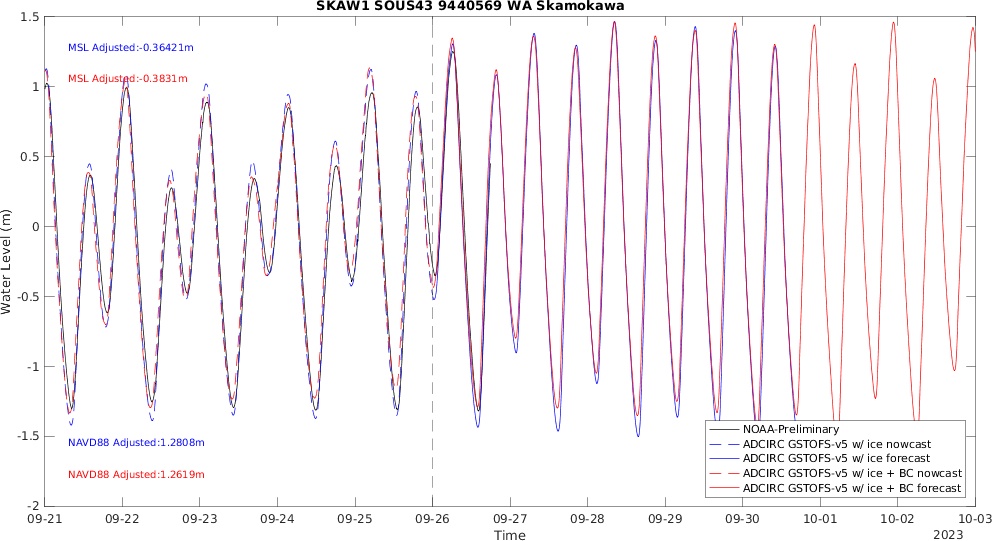 SKAW1 SOUS43 9440569 WA Skamokawa
1.5
1
0.5
0
-0.5
-1
-1.5
-2
Water Level (m)
MSL Adjusted:-0.36421m
MSL Adjusted:-0.3831m
NAVD88 Adjusted:1.2808m
NAVD88 Adjusted:1.2619m
NOAA-Preliminary
ADCIRC GSTOFS-v5 w/ ice nowcast
ADCIRC GSTOFS-v5 w/ ice forecast
ADCIRC GSTOFS-v5 w/ ice + BC nowcast
ADCIRC GSTOFS-v5 w/ ice + BC forecast
09-21 09-22 09-23 09-24 09-25 09-26 09-27 09-28 09-29 09-30 10-01 10-02 10-03
Time
2023